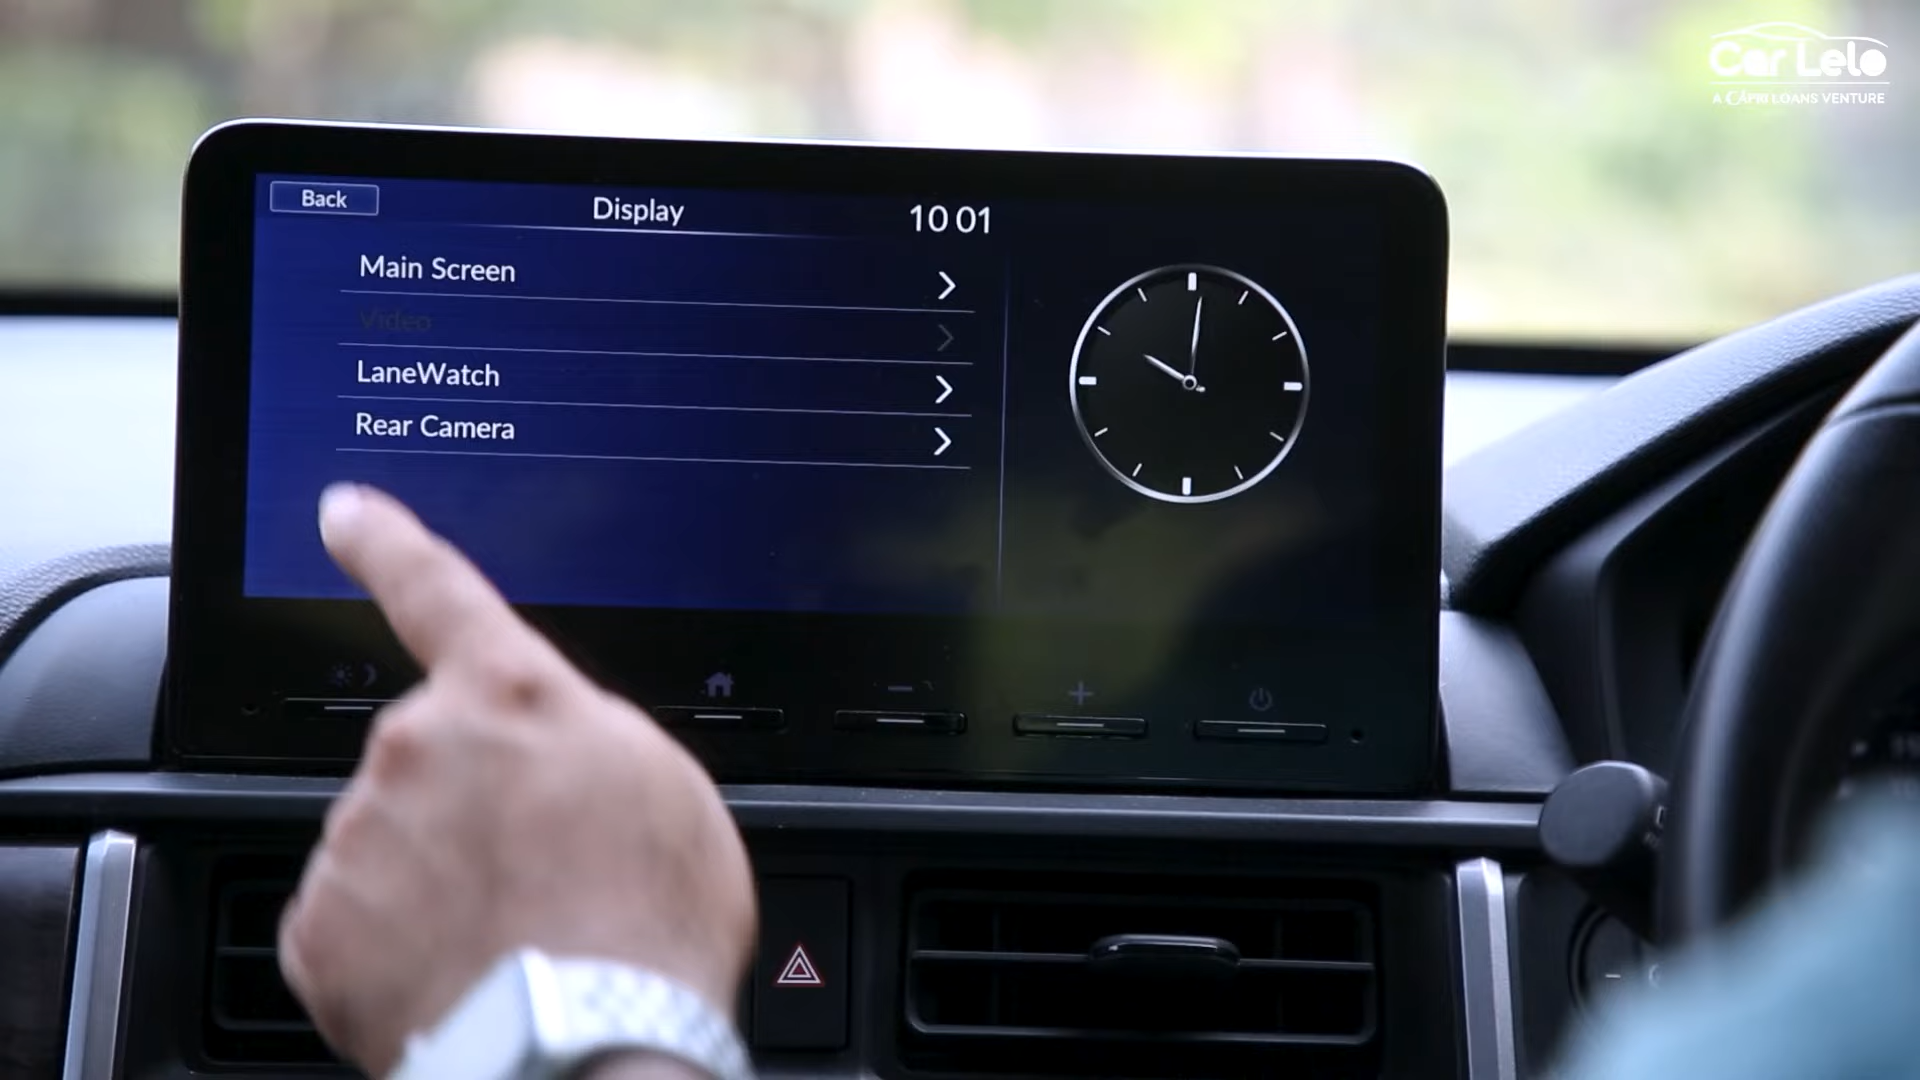 Car Lelo
A CAPRI LOANS VENTURE
Back
Display
10 01
Main Screen
Video
LaneWatch
Rear Camera